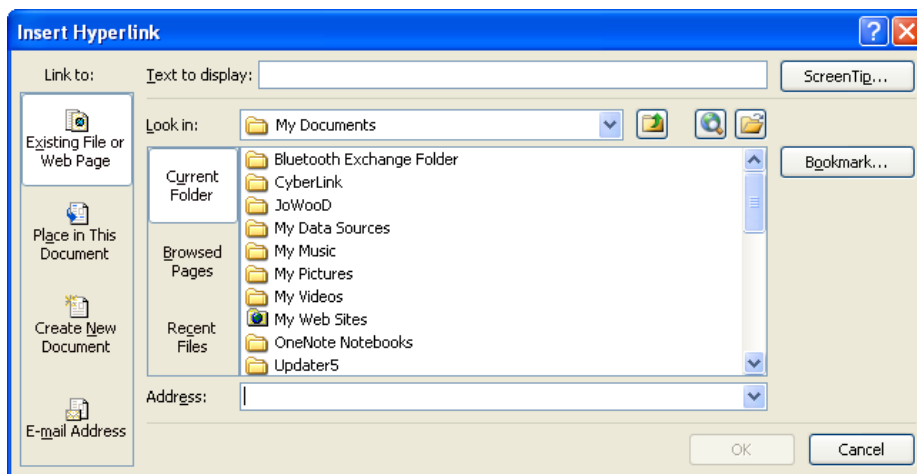 Insert Hyperlink
Link to:
Text to display:
ScreenTip...
Existing File or
Web Page
Place in This
Document
Create New
Document
E-mail Address
Look in:
My Documents
Current
Folder
Browsed
Pages
Recent
Files
Bluetooth Exchange Folder
CyberLink
JoWooD
My Data Sources
My Music
My Pictures
My Videos
My Web Sites
OneNote Notebooks
Updater5
Bookmark...
Address:
OK
Cancel